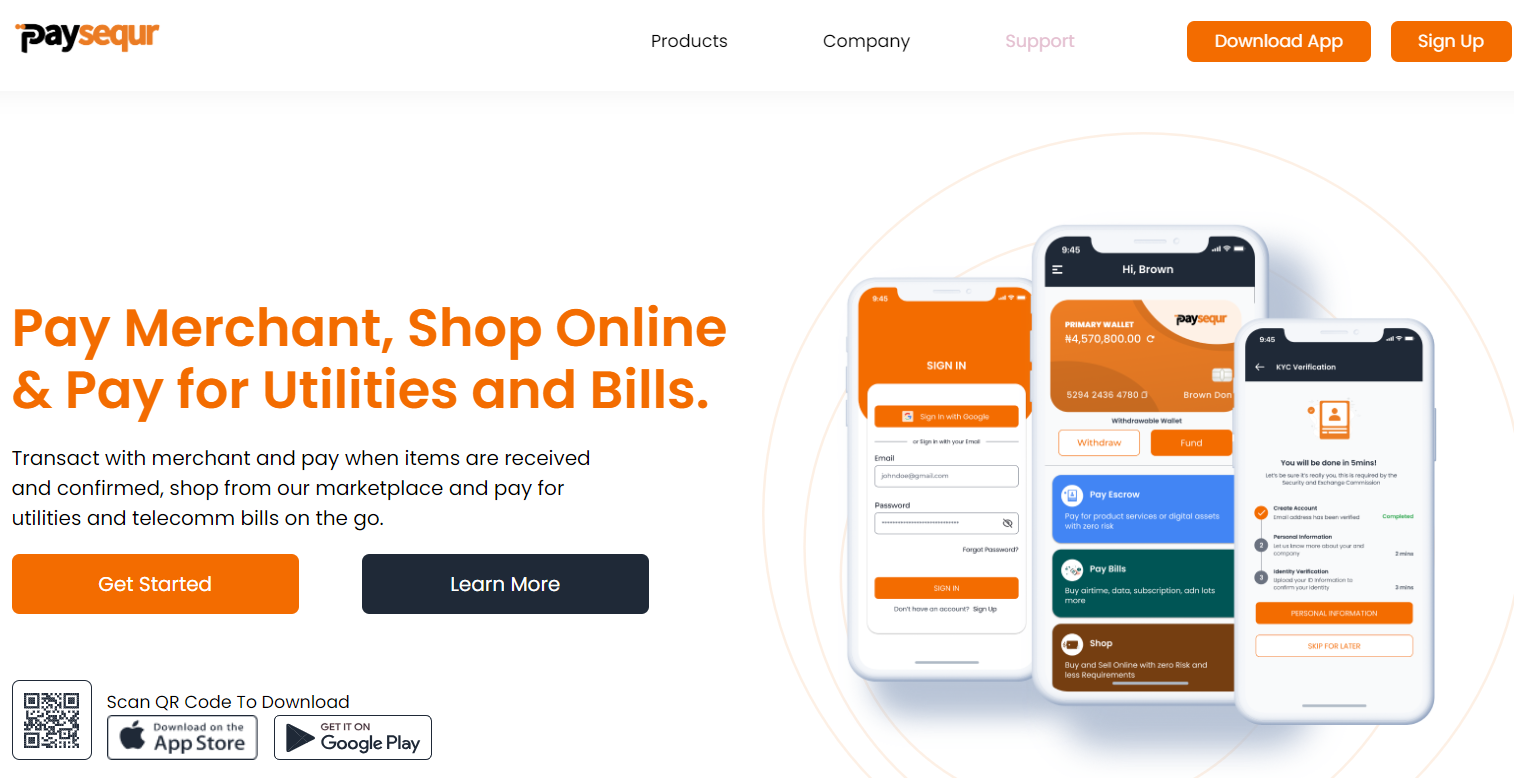 paysequr
Products
Company
Support
Download App
Sign Up
Pay Merchant, Shop Online
& Pay for Utilities and Bills.
Transact with merchant and pay when items are received
and confirmed, shop from our marketplace and pay for
utilities and telecomm bills on the go.
Get Started
Learn More
Scan QR Code To Download
Download on the
App Store
GET IT ON
Google Play
9:45
SIGN IN
Sign In with Google
or Sign in with your Email
Email
johndoe@gmail.com
Password
Forgot Password?
SIGN IN
Don't have an account? Sign Up
9:45
Hi, Brown
paysequr
PRIMARY WALLET
₦4,570,800.00
5294 2436 4780
Brown Don
Withdrawable Wallet
Withdraw
Fund
Pay Escrow
Pay for product services or digital assets
with zero risk
Pay Bills
Buy airtime, data, subscription, adn lots
more
Shop
Buy and Sell Online with zero Risk and
less Requirements
9:45
KYC Verification
You will be done in 5mins!
Let's be sure it's really you, this is required by the
Security and Exchange Commission
Create Account
Email address has been verified
Completed
2
Personal Information
Let us know more about your and
company
2 mins
3
Identity Verification
Upload your ID information to
confirm your identity
2 mins
PERSONAL INFORMATION
SKIP FOR LATER